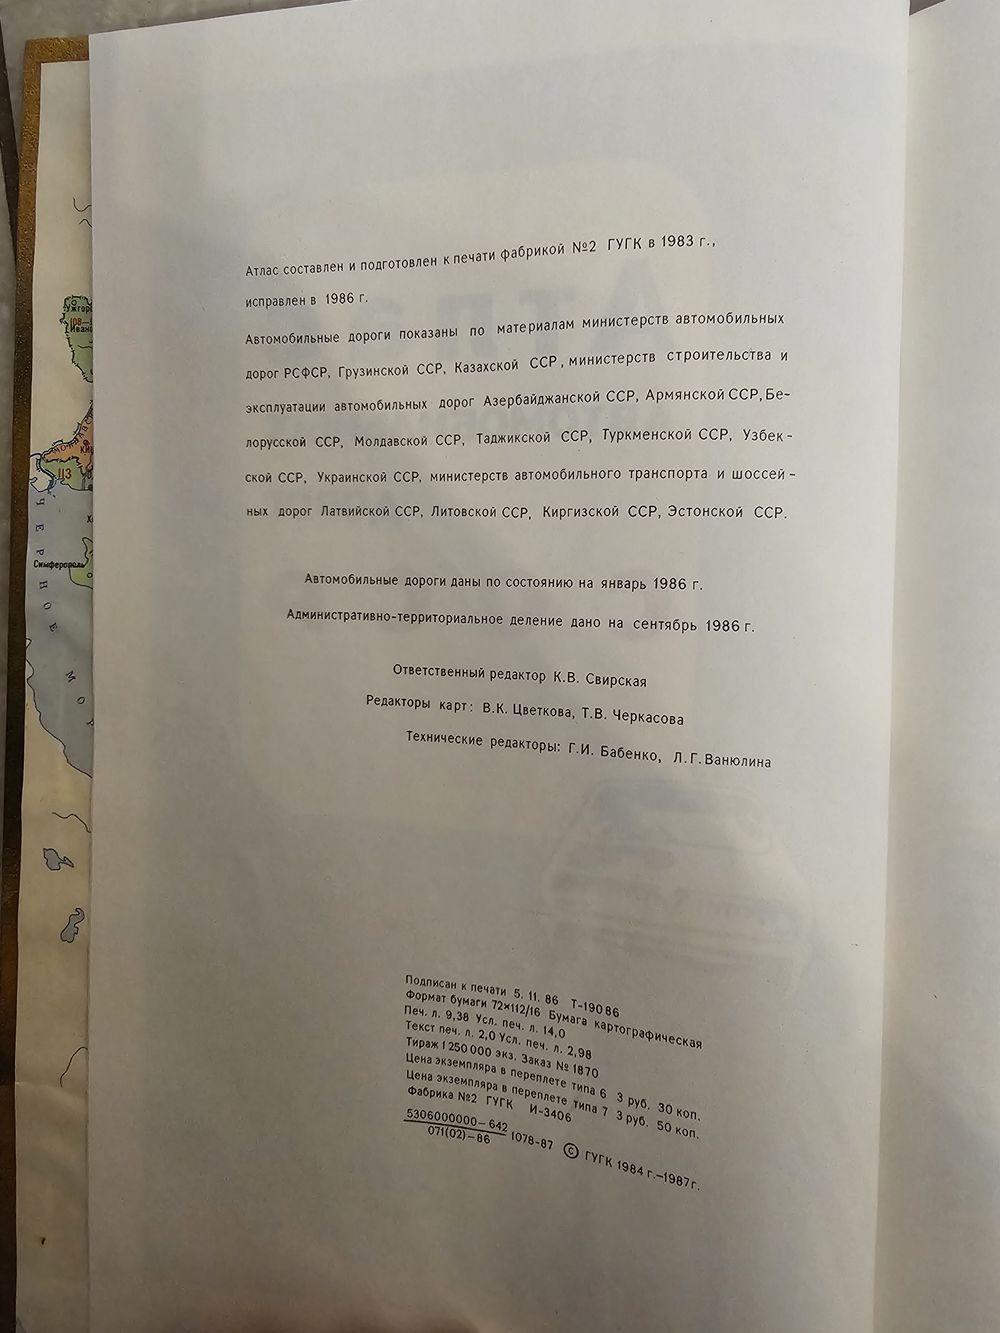 Атлас составлен и подготовлен к печати фабрикой №2 ГУГК в 1983 г.,
исправлен в 1986 г.
Автомобильные дороги показаны по материалам министерств автомобильных
дорог РСФСР, Грузинской ССР, Казахской ССР, министерств строительства и
эксплуатации автомобильных дорог Азербайджанской ССР, Армянской ССР, Бе-
лорусской ССР, Молдавской ССР, Таджикской ССР, Туркменской ССР, Узбек-
ской ССР, Украинской ССР, министерств автомобильного транспорта и шоссей-
ных дорог Латвийской ССР, Литовской ССР, Киргизской ССР, Эстонской ССР.
Автомобильные дороги даны по состоянию на январь 1986 г.
Административно-территориальное деление дано на сентябрь 1986 г.
Ответственный редактор К.В. Свирская
Редакторы карт: В.К. Цветкова, Т.В. Черкасова
Технические редакторы: Г.И. Бабенко, Л.Г. Ванюлина
Подписан к печати 5. 11. 86 Т-19086
Формат бумаги 72×112/16 Бумага картографическая
Печ. л. 9,38 Усл. печ. л. 14,0
Текст печ. л. 2,0 Усл. печ. л. 2,98
Тираж 1 250 000 экз. Заказ № 1870
Цена экземпляра в переплете типа 6 3 руб. 30 коп.
Цена экземпляра в переплете типа 7 3 руб. 50 коп.
Фабрика №2 ГУГК И-3406
5306000000-642
071(02)-86
1078-87 © ГУГК 1984 г.-1987 г.
Симферополь
113
ЧЕРНОЕ МОР